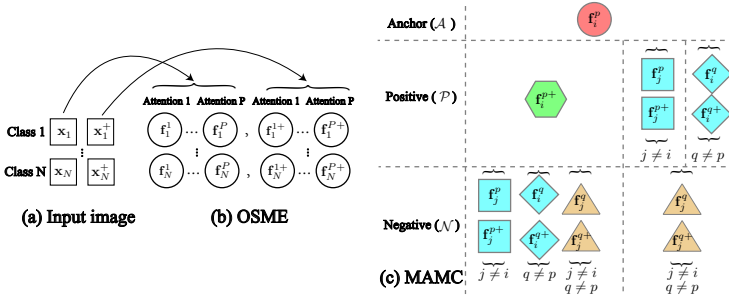 Attention 1 Attention P Attention 1 Attention P
Class 1 x_1 x_1^+ f_1^1 ... f_1^P , f_1^{1+} ... f_1^{P+}
⋮ ⋮ ⋮
Class N x_N x_N^+ f_N^1 ... f_N^P , f_N^{1+} ... f_N^{P+}
(a) Input image (b) OSME
Anchor (𝒜) f_i^p
Positive (𝒫) f_i^{p+} f_j^p f_i^q
f_j^{p+} f_i^{q+}
j ≠ i q ≠ p
Negative (𝒩) f_j^p f_i^q f_j^q f_j^q
f_j^{p+} f_i^{q+} f_j^{q+} f_j^{q+}
j ≠ i q ≠ p j ≠ i j ≠ i
q ≠ p q ≠ p
(c) MAMC